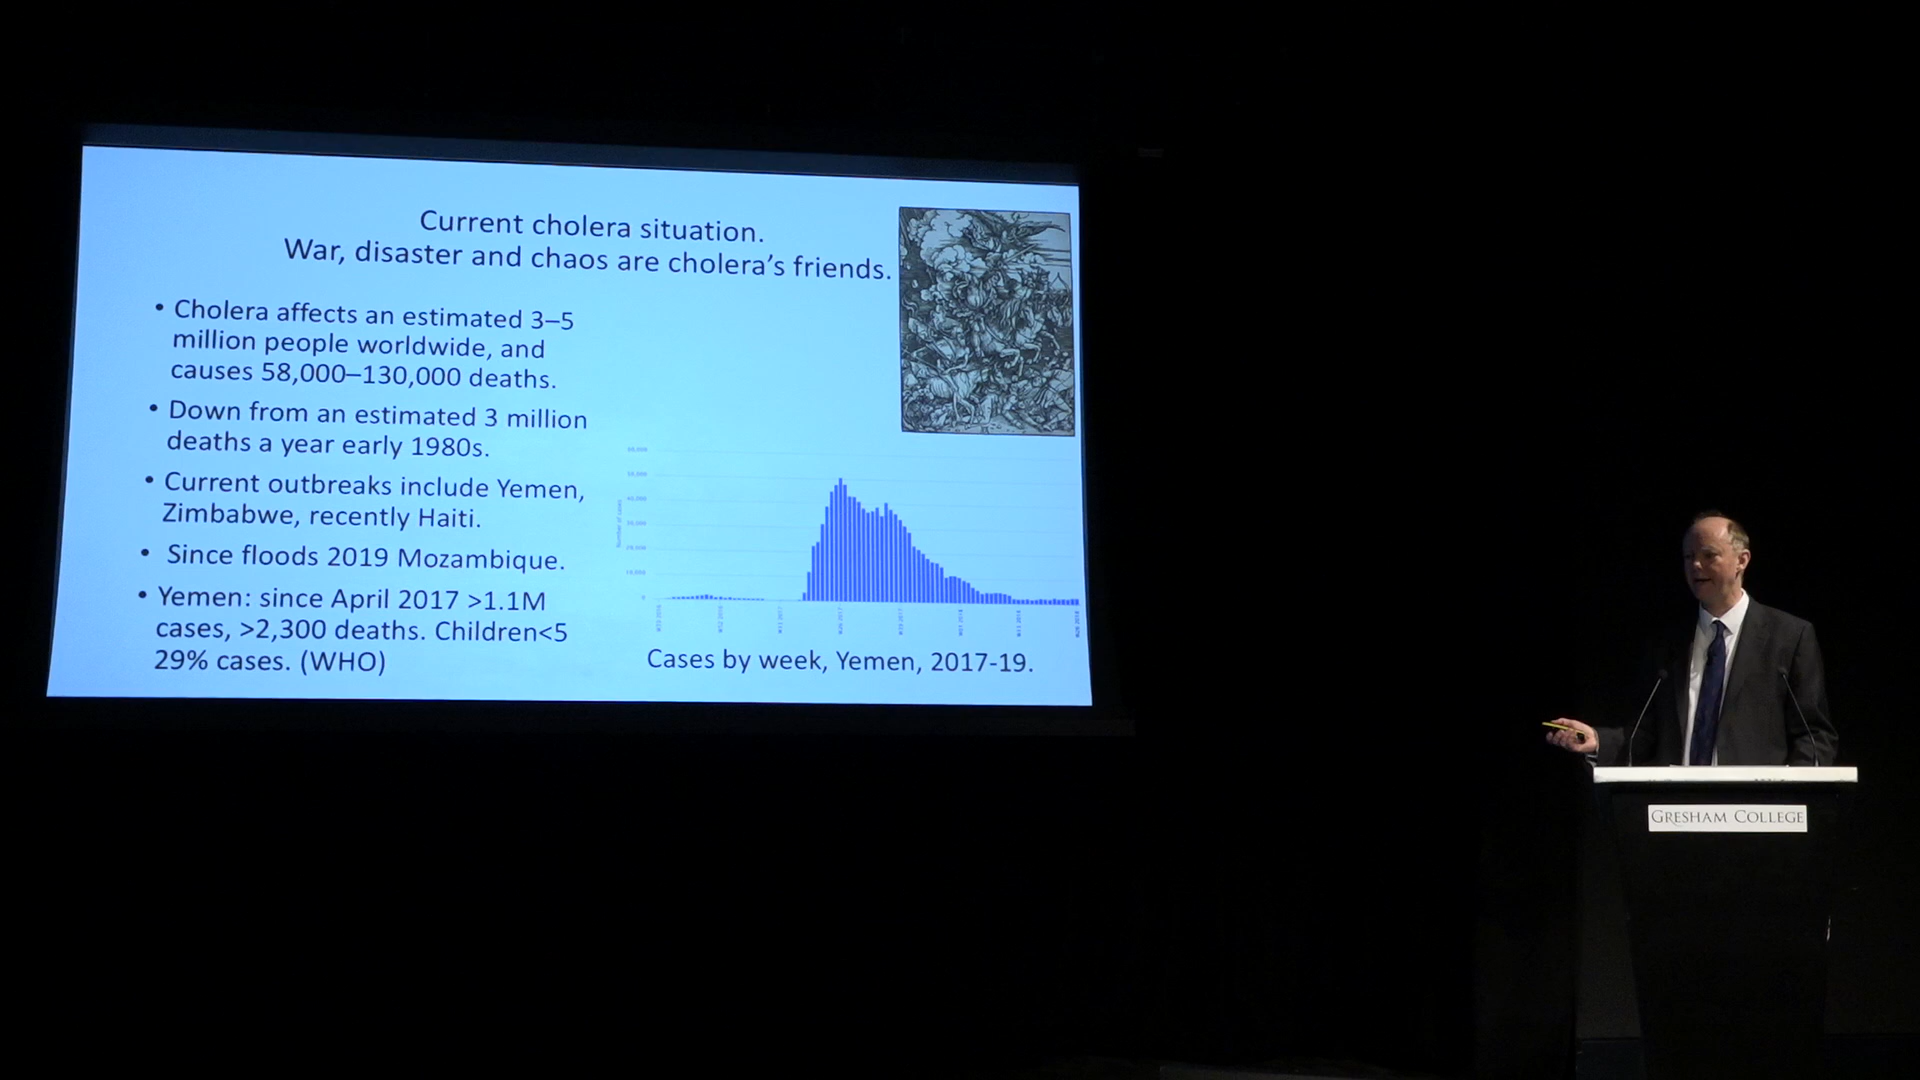 Current cholera situation.
War, disaster and chaos are cholera’s friends.
• Cholera affects an estimated 3–5
million people worldwide, and
causes 58,000–130,000 deaths.
• Down from an estimated 3 million
deaths a year early 1980s.
• Current outbreaks include Yemen,
Zimbabwe, recently Haiti.
• Since floods 2019 Mozambique.
• Yemen: since April 2017 >1.1M
cases, >2,300 deaths. Children<5
29% cases. (WHO)
Number of cases
Cases by week, Yemen, 2017-19.
GRESHAM COLLEGE